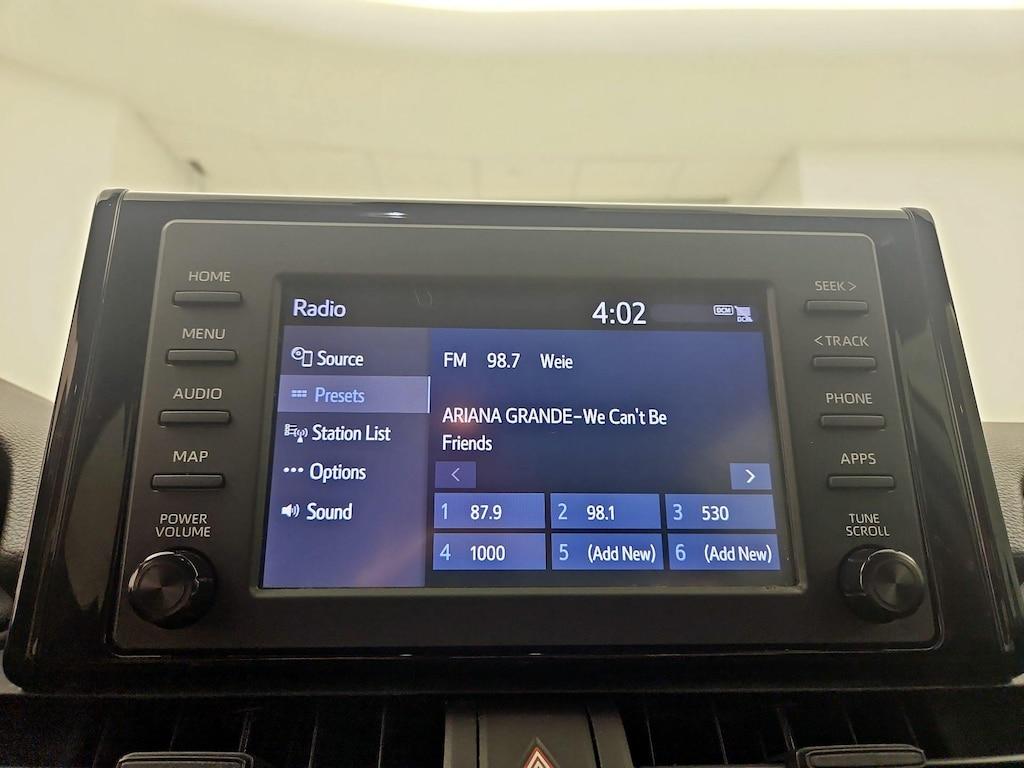 HOME
MENU
AUDIO
MAP
POWER
VOLUME
Radio
4:02
DCM
DCM
Source
Presets
Station List
Options
Sound
FM 98.7 Weie
ARIANA GRANDE-We Can't Be
Friends
<
>
1 87.9
2 98.1
3 530
4 1000
5 (Add New)
6 (Add New)
SEEK >
< TRACK
PHONE
APPS
TUNE
SCROLL